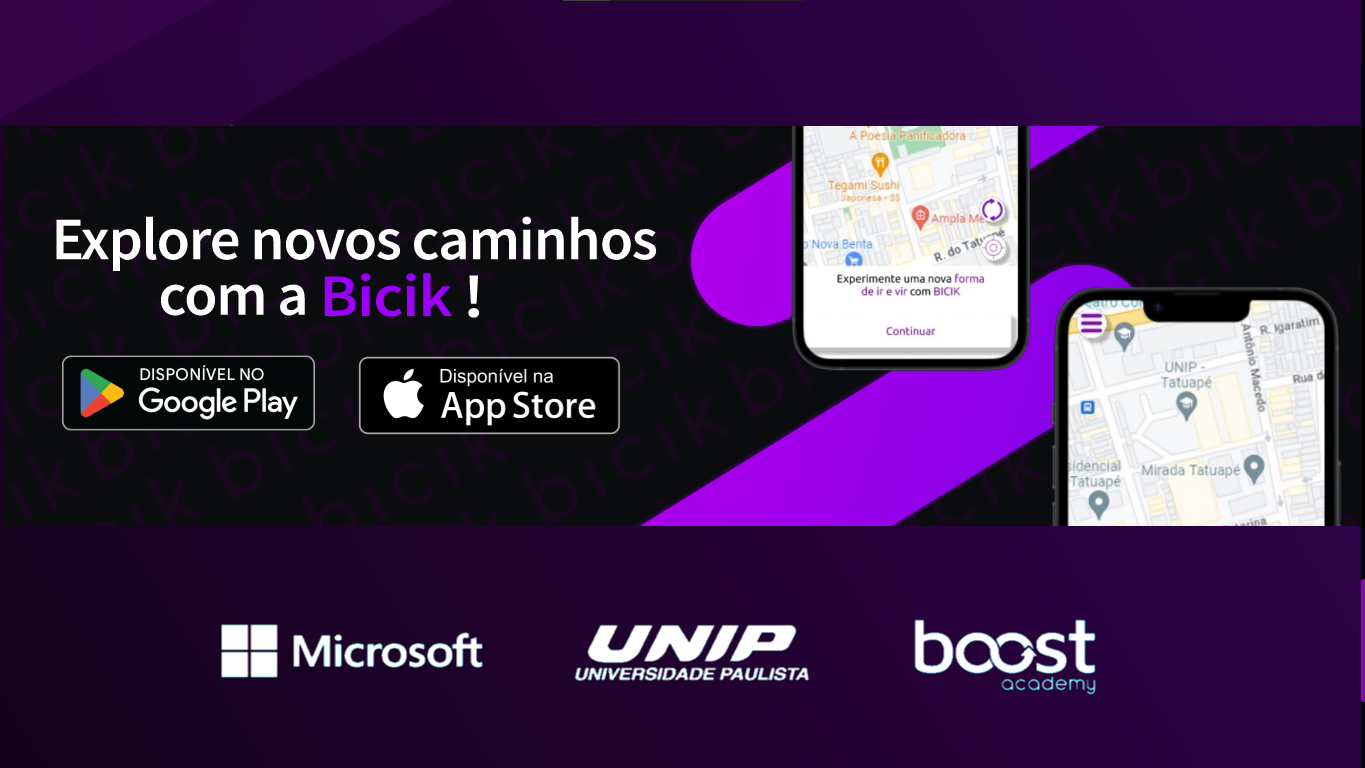 Explore novos caminhos
com a Bicik !
DISPONÍVEL NO
Google Play
Disponível na
App Store
A Poesia Panificadora
Tegami Sushi
Japonesa • $$
Ampla
Nova Benta
R. do
Experimente uma nova forma
de ir e vir com BICIK
Continuar
R. Igaratim
Antônio Macedo
UNIP -
Tatuapé
Rua
Mirada Tatuapé
Tatuapé
bicik
Microsoft
UNIP
UNIVERSIDADE PAULISTA
boost
academy